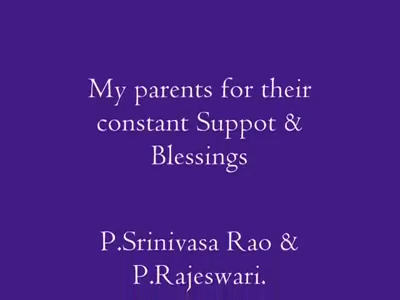 My parents for their
constant Suppot &
Blessings
P.Srinivasa Rao &
P.Rajeswari.